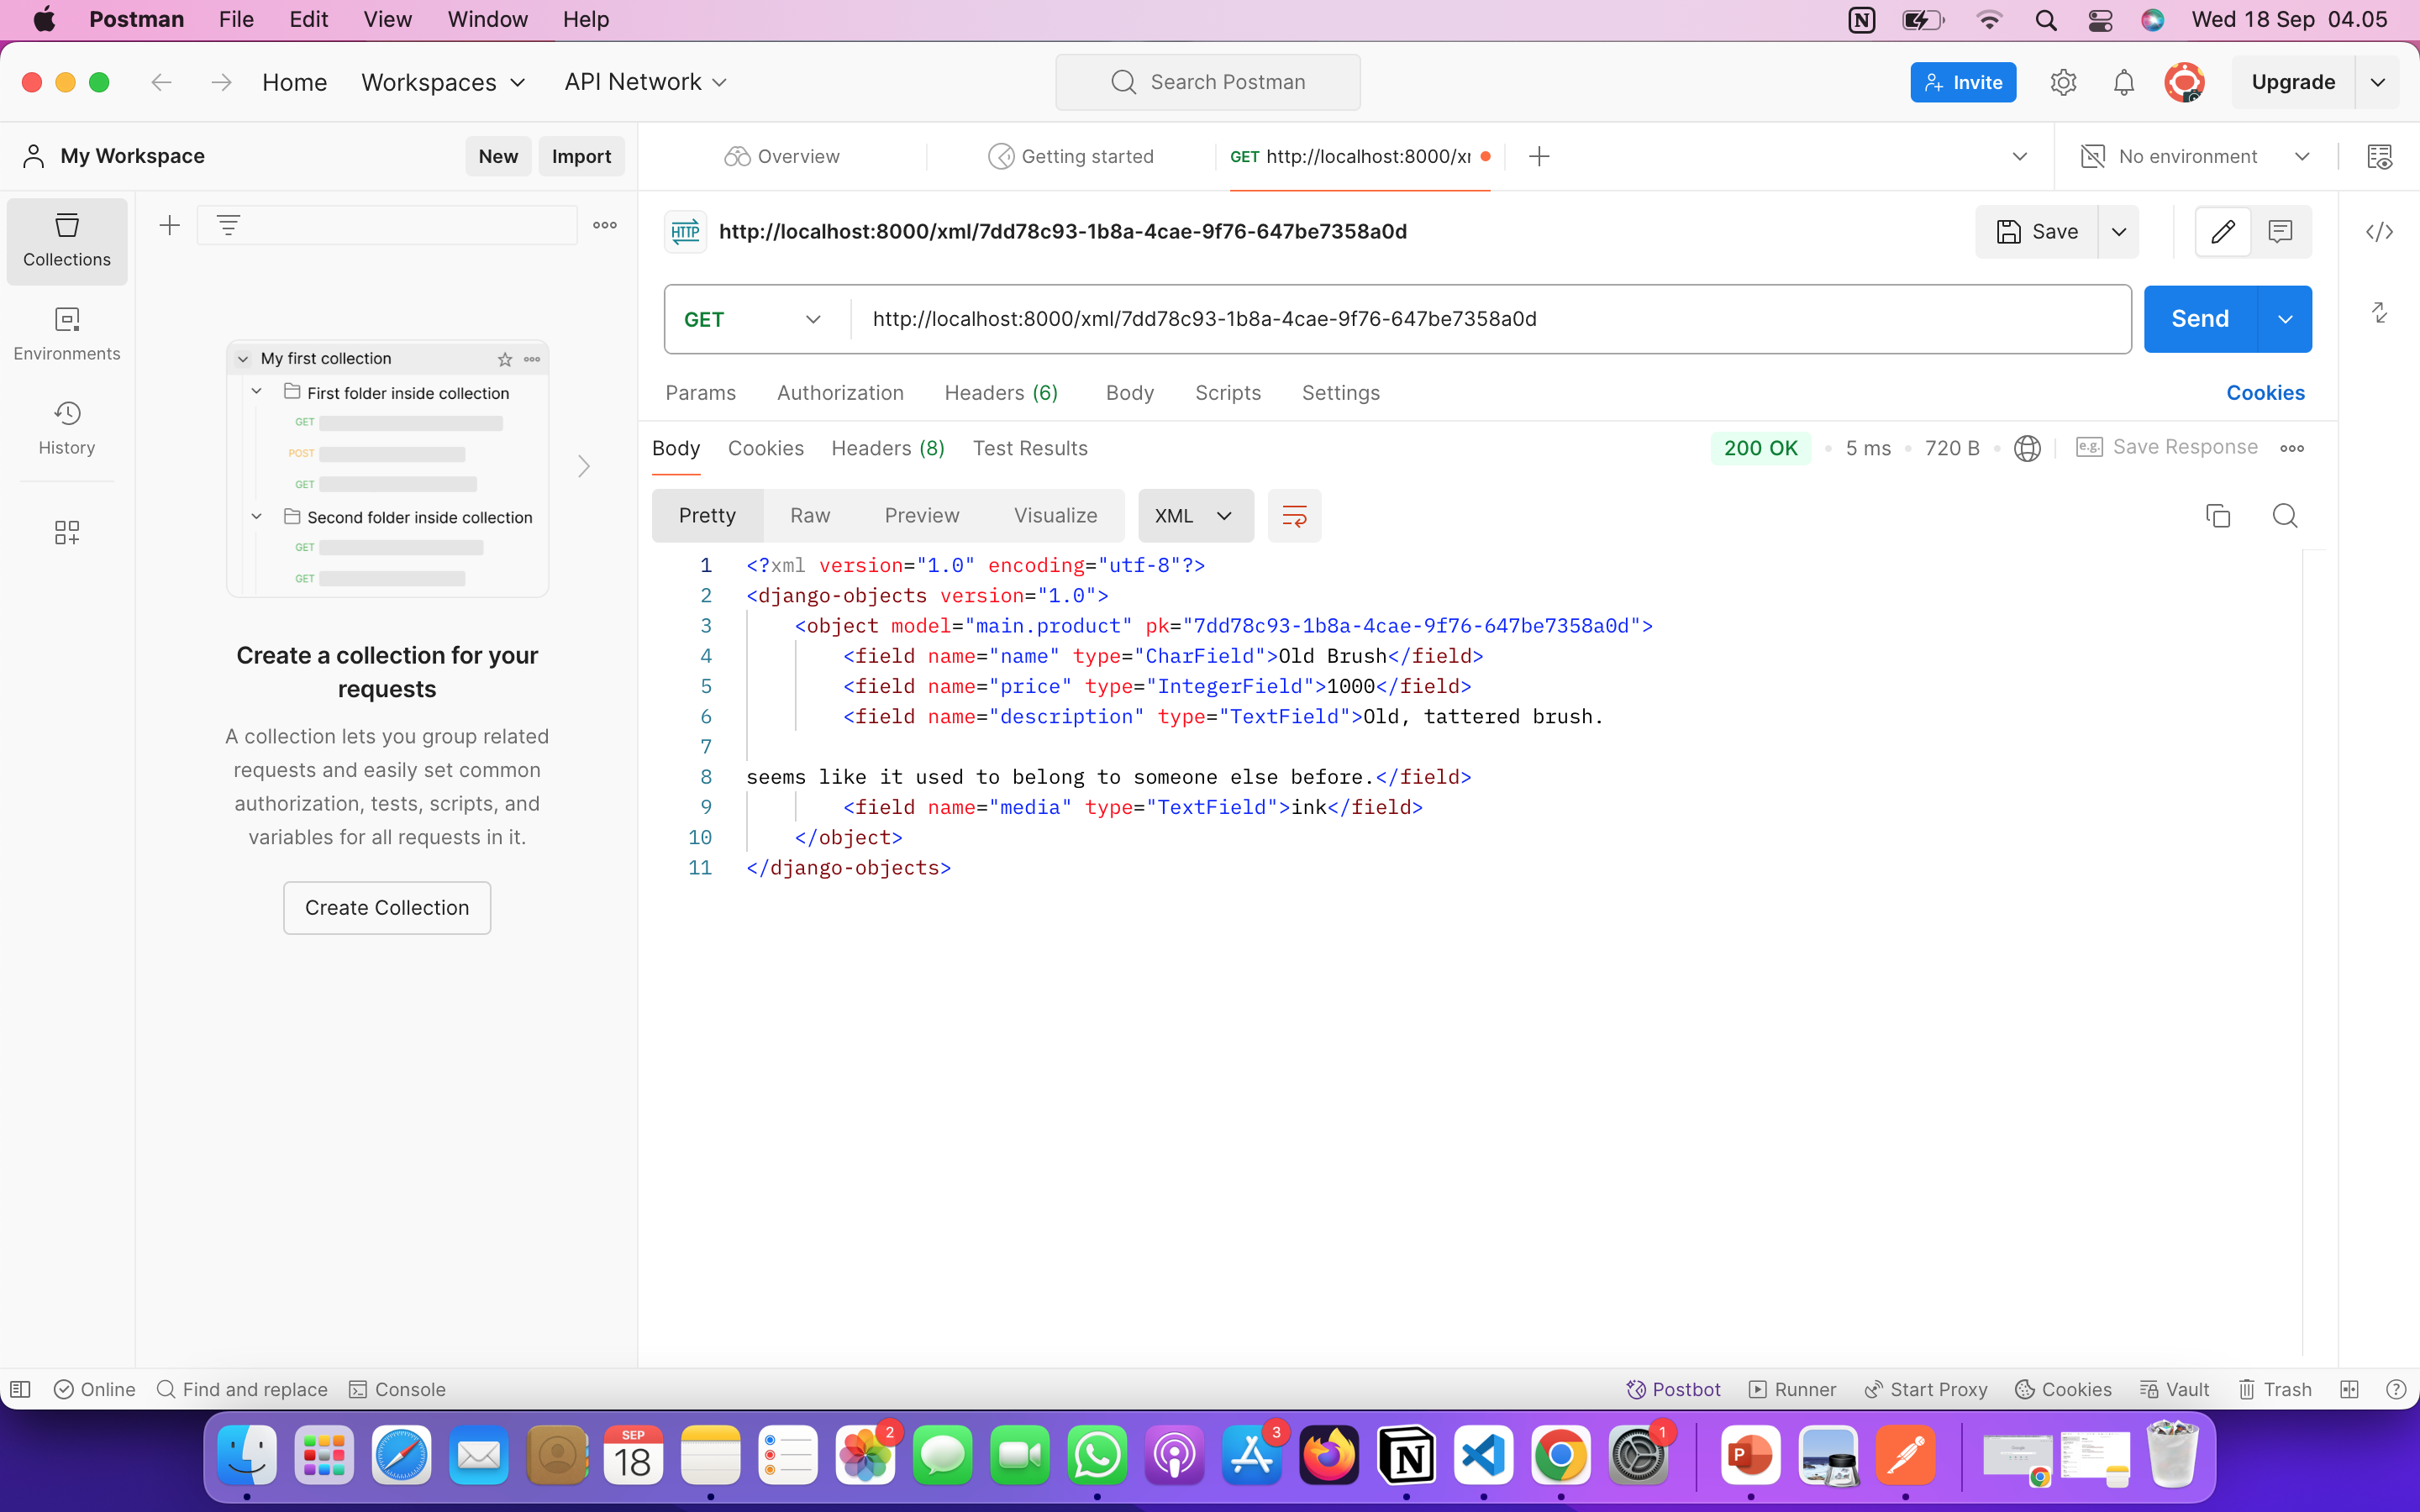 Postman File Edit View Window Help Wed 18 Sep 04.05
Home Workspaces API Network Search Postman Invite Upgrade
My Workspace New Import Overview Getting started GET http://localhost:8000/xr No environment
Collections
Environments
History
My first collection
First folder inside collection
GET
POST
GET
Second folder inside collection
GET
GET
Create a collection for your
requests
A collection lets you group related
requests and easily set common
authorization, tests, scripts, and
variables for all requests in it.
Create Collection
HTTP http://localhost:8000/xml/7dd78c93-1b8a-4cae-9f76-647be7358a0d Save
GET http://localhost:8000/xml/7dd78c93-1b8a-4cae-9f76-647be7358a0d Send
Params Authorization Headers (6) Body Scripts Settings Cookies
Body Cookies Headers (8) Test Results 200 OK 5 ms 720 B e.g. Save Response
Pretty Raw Preview Visualize XML
1 <?xml version="1.0" encoding="utf-8"?>
2 <django-objects version="1.0">
3 <object model="main.product" pk="7dd78c93-1b8a-4cae-9f76-647be7358a0d">
4 <field name="name" type="CharField">Old Brush</field>
5 <field name="price" type="IntegerField">1000</field>
6 <field name="description" type="TextField">Old, tattered brush.
7
8 seems like it used to belong to someone else before.</field>
9 <field name="media" type="TextField">ink</field>
10 </object>
11 </django-objects>
Online Find and replace Console Postbot Runner Start Proxy Cookies Vault Trash
SEP
18
2
3
1